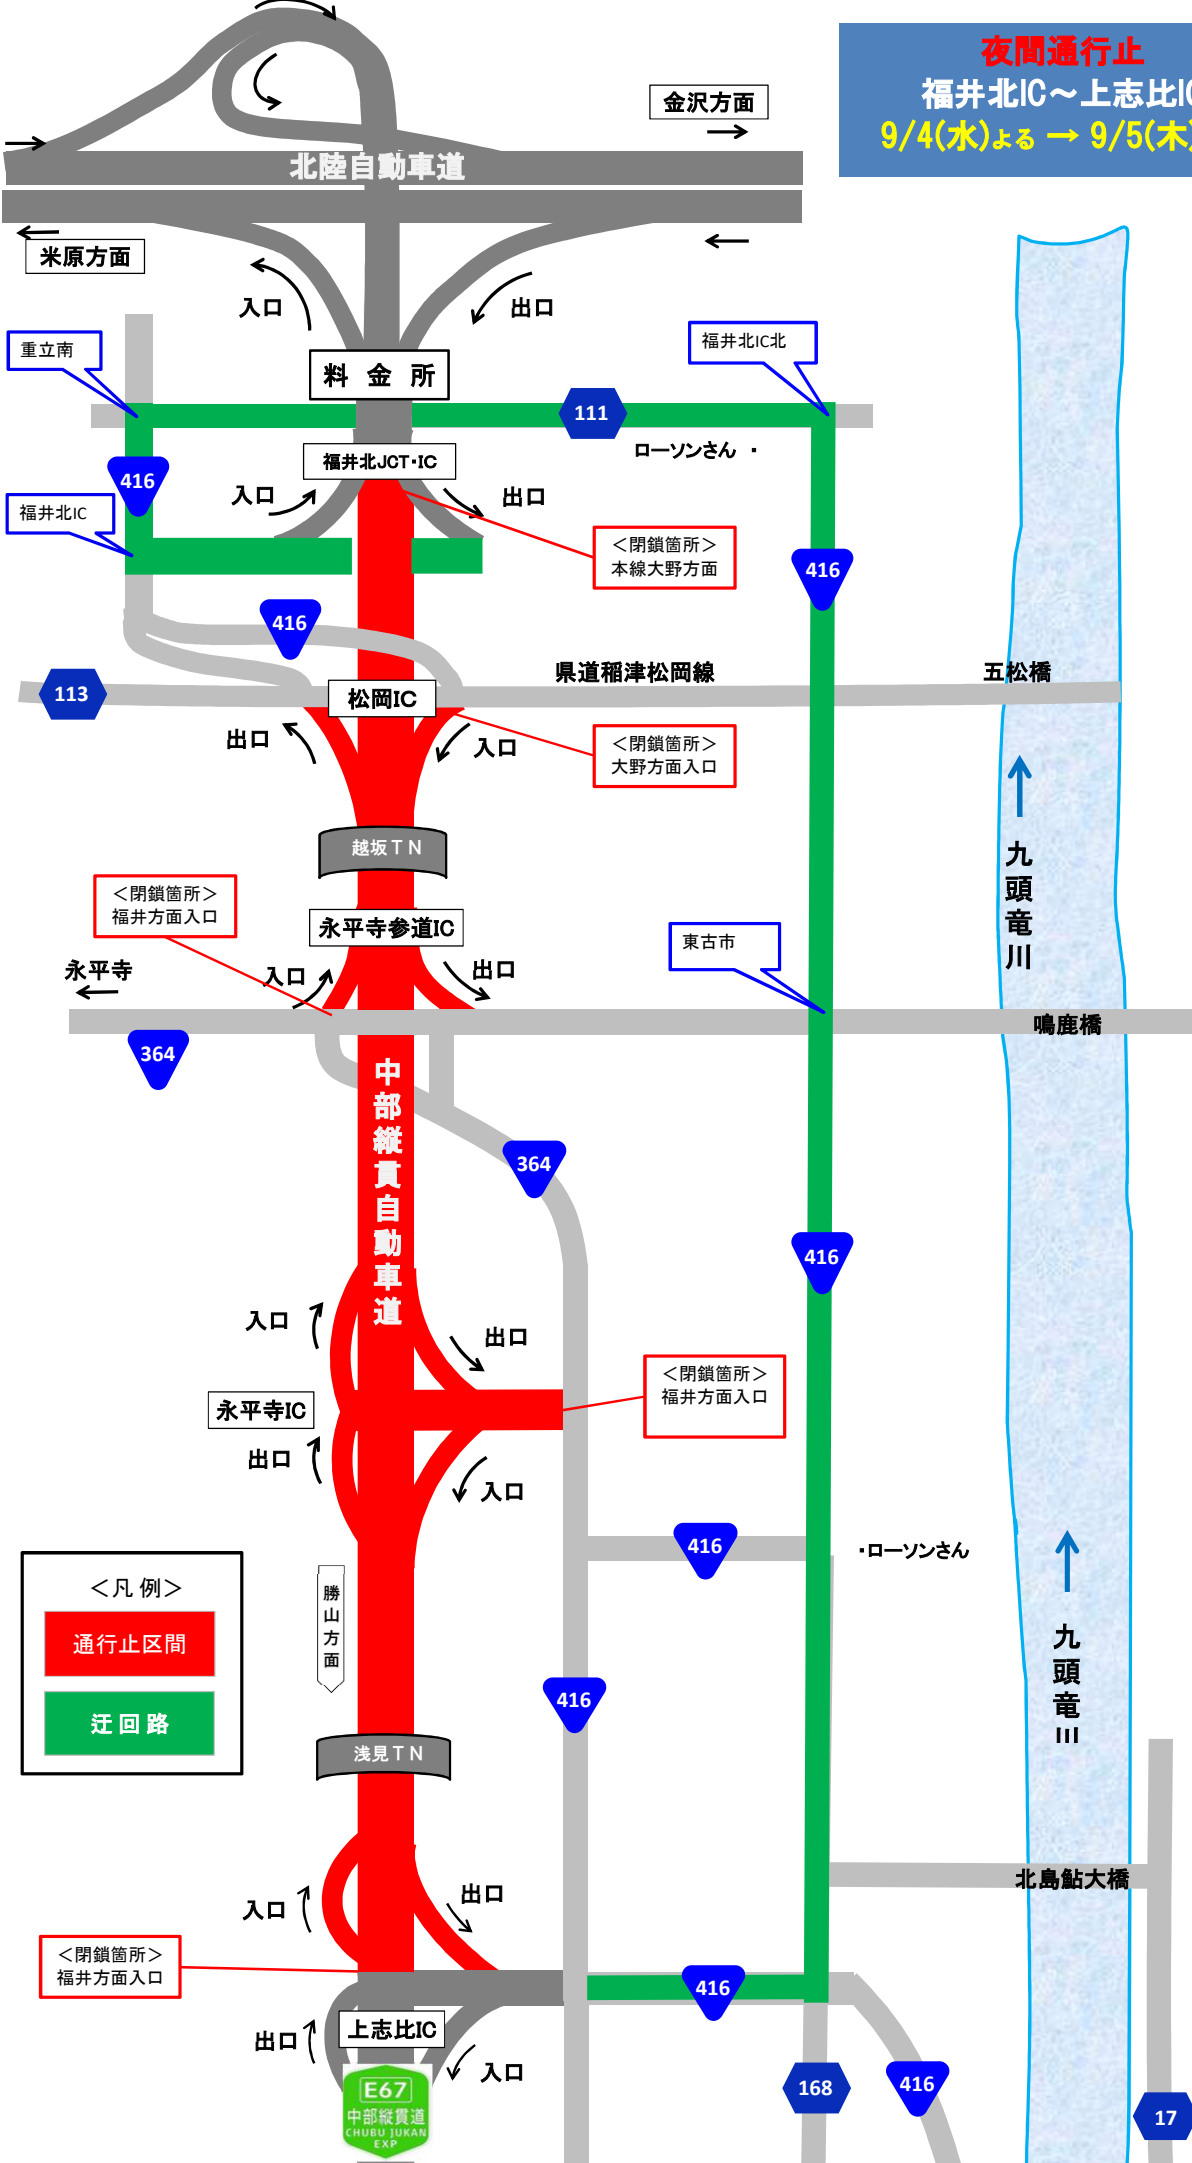 夜間通行止
福井北IC～上志比IC
9/4(水)よる → 9/5(木)
金沢方面
北陸自動車道
米原方面
入口
出口
重立南
福井北IC北
料 金 所
111
ローソンさん ・
福井北JCT・IC
416
入口
出口
福井北IC
＜閉鎖箇所＞
本線大野方面
416
416
県道稲津松岡線
五松橋
113
松岡IC
出口
入口
＜閉鎖箇所＞
大野方面入口
越坂ＴＮ
九頭竜川
＜閉鎖箇所＞
福井方面入口
永平寺参道IC
東古市
永平寺
入口
出口
鳴鹿橋
364
中部縦貫自動車道
364
416
入口
出口
＜閉鎖箇所＞
福井方面入口
永平寺IC
出口
入口
416
・ローソンさん
＜凡 例＞
通行止区間
迂回路
勝山方面
九頭竜川
416
浅見ＴＮ
北島鮎大橋
入口
出口
＜閉鎖箇所＞
福井方面入口
416
上志比IC
出口
入口
E67
中部縦貫道
CHUBU JUKAN
EXP
168
416
17